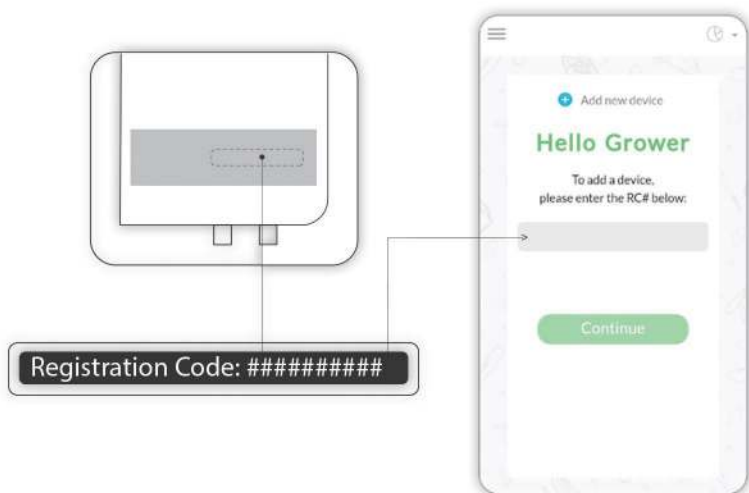 Add new device
Hello Grower
To add a device,
please enter the RC# below:
>
Continue
Registration Code: ##########